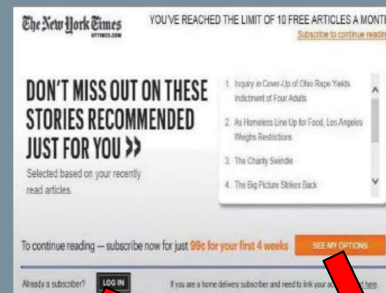 The New York Times
NYTIMES.COM
YOU'VE REACHED THE LIMIT OF 10 FREE ARTICLES A MONTH
Subscribe to continue reading
DON'T MISS OUT ON THESE
STORIES RECOMMENDED
JUST FOR YOU >>
Selected based on your recently
read articles.
1. Inquiry in Cover-Up of Ohio Rape Yields
Indictment of Four Adults
2. As Homeless Line Up for Food, Los Angeles
Weighs Restrictions
3. The Charity Swindle
4. The Big Picture Strikes Back
To continue reading — subscribe now for just 99¢ for your first 4 weeks
SEE MY OPTIONS
Already a subscriber?
LOG IN
If you are a home delivery subscriber and need to link your here.